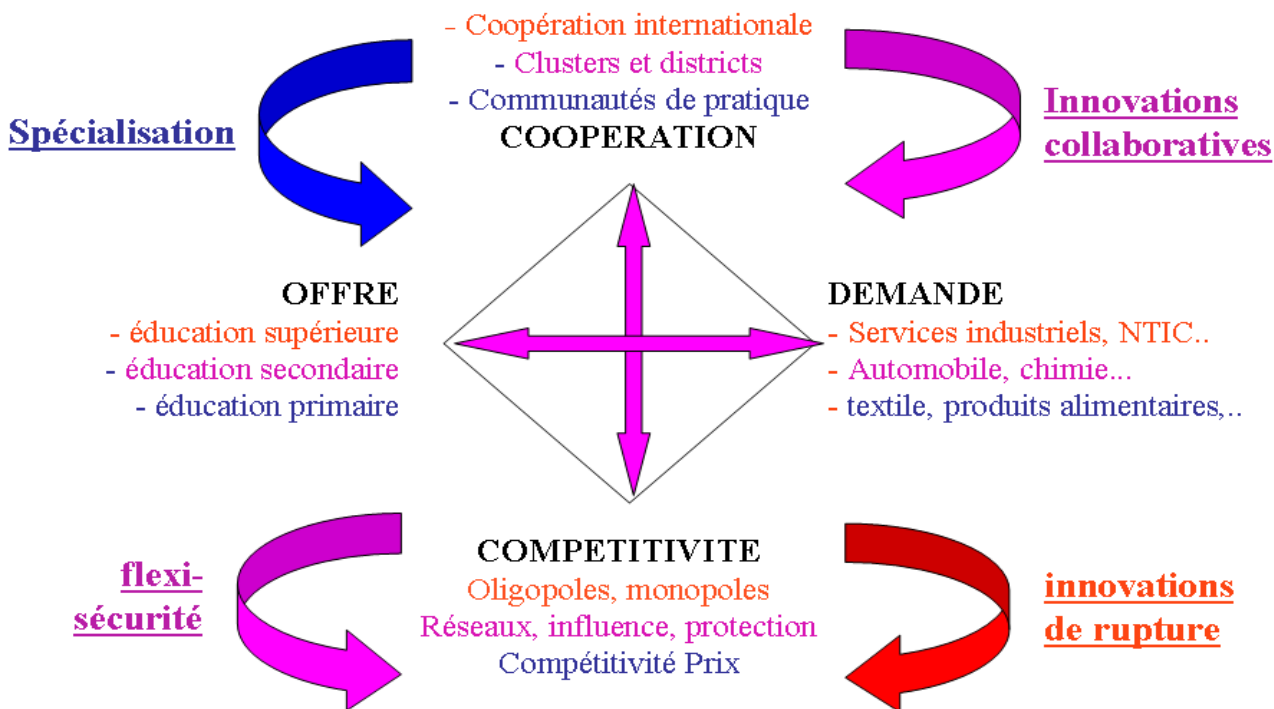 - Coopération internationale
- Clusters et districts
- Communautés de pratique
COOPERATION
Spécialisation
Innovations
collaboratives
OFFRE
- éducation supérieure
- éducation secondaire
- éducation primaire
DEMANDE
- Services industriels, NTIC..
- Automobile, chimie...
- textile, produits alimentaires,..
flexi-
sécurité
COMPETITIVITE
Oligopoles, monopoles
Réseaux, influence, protection
Compétitivité Prix
innovations
de rupture